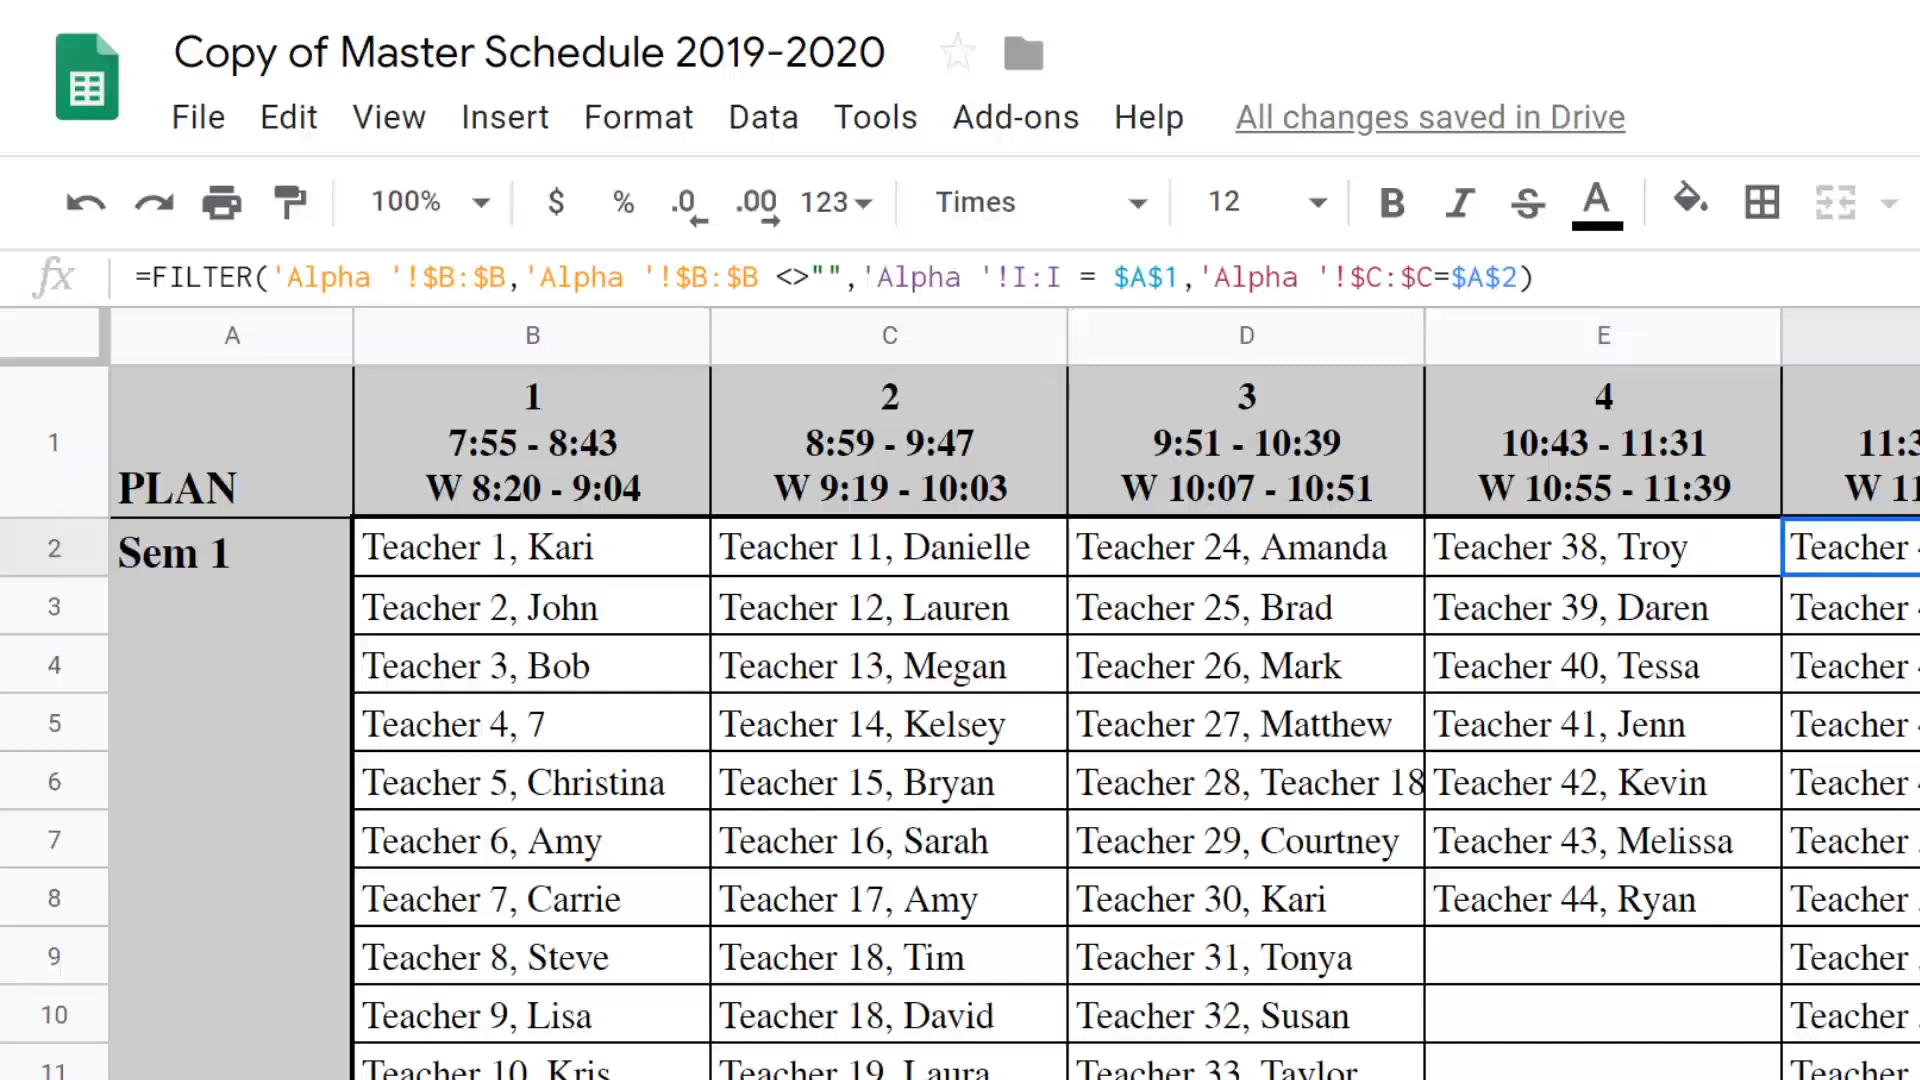 Copy of Master Schedule 2019-2020
File Edit View Insert Format Data Tools Add-ons Help All changes saved in Drive
100% $ % .0 .00 123 Times 12 B I S A
fx =FILTER('Alpha '!$B:$B,'Alpha '!$B:$B <>"",'Alpha '!I:I = $A$1,'Alpha '!$C:$C=$A$2)
A B C D E
1 2 3 4
7:55 - 8:43 8:59 - 9:47 9:51 - 10:39 10:43 - 11:31
1 PLAN W 8:20 - 9:04 W 9:19 - 10:03 W 10:07 - 10:51 W 10:55 - 11:39 W
2 Sem 1 Teacher 1, Kari Teacher 11, Danielle Teacher 24, Amanda Teacher 38, Troy Teacher
3 Teacher 2, John Teacher 12, Lauren Teacher 25, Brad Teacher 39, Daren Teacher
4 Teacher 3, Bob Teacher 13, Megan Teacher 26, Mark Teacher 40, Tessa Teacher
5 Teacher 4, 7 Teacher 14, Kelsey Teacher 27, Matthew Teacher 41, Jenn Teacher
6 Teacher 5, Christina Teacher 15, Bryan Teacher 28, Teacher 18 Teacher 42, Kevin Teacher
7 Teacher 6, Amy Teacher 16, Sarah Teacher 29, Courtney Teacher 43, Melissa Teacher
8 Teacher 7, Carrie Teacher 17, Amy Teacher 30, Kari Teacher 44, Ryan Teacher
9 Teacher 8, Steve Teacher 18, Tim Teacher 31, Tonya Teacher
10 Teacher 9, Lisa Teacher 18, David Teacher 32, Susan Teacher
11 Teacher 10, Kris Teacher 19, Laura Teacher 33, Taylor Teacher